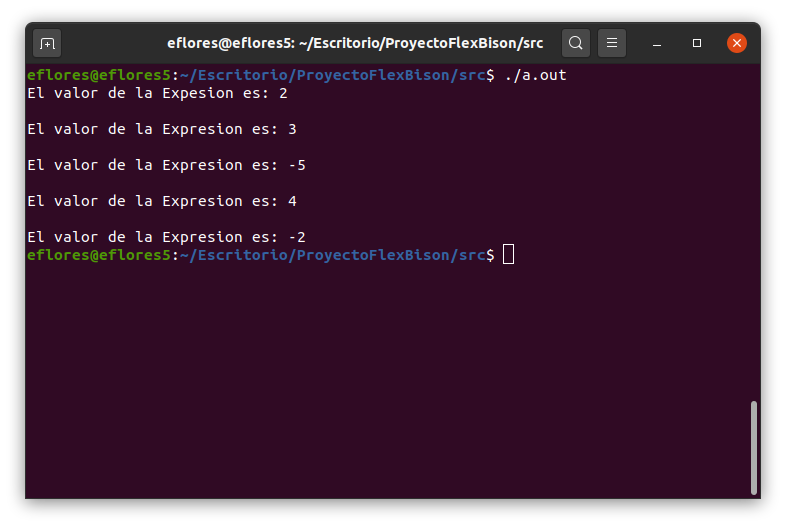 eflores@eflores5: ~/Escritorio/ProyectoFlexBison/src
eflores@eflores5:~/Escritorio/ProyectoFlexBison/src$ ./a.out
El valor de la Expesion es: 2
El valor de la Expresion es: 3
El valor de la Expresion es: -5
El valor de la Expresion es: 4
El valor de la Expresion es: -2
eflores@eflores5:~/Escritorio/ProyectoFlexBison/src$